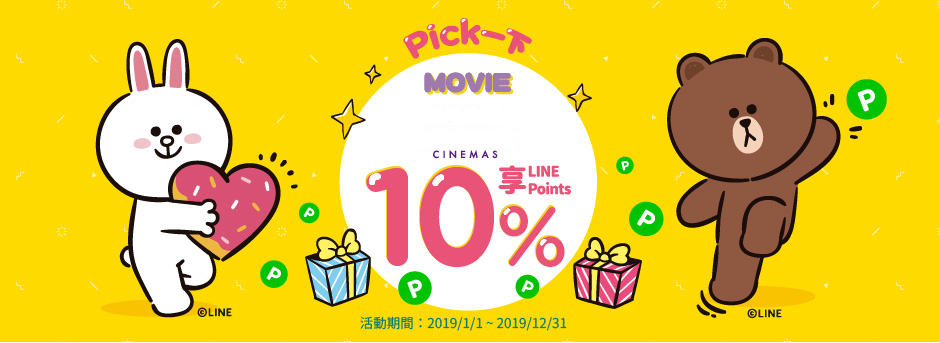 Pick一下
MOVIE
CINEMAS
10%
享LINE
Points
P
P
P
P
P
P
P
©LINE
©LINE
活動期間：2019/1/1 ~ 2019/12/31